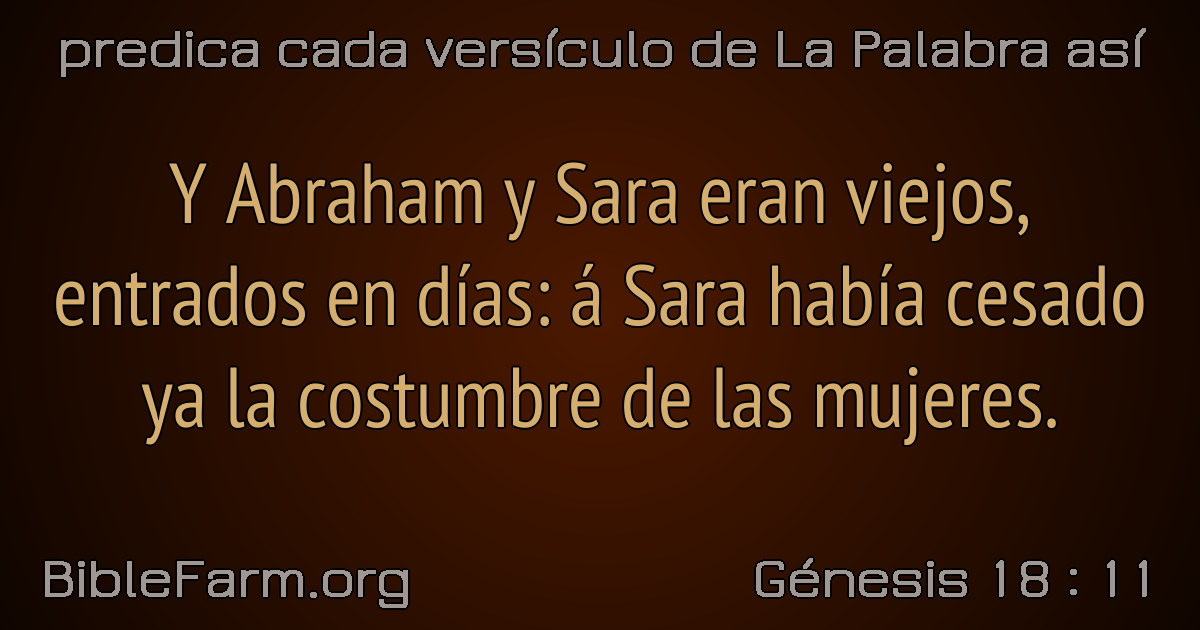 predica cada versículo de La Palabra así
Y Abraham y Sara eran viejos,
entrados en días: á Sara había cesado
ya la costumbre de las mujeres.
BibleFarm.org
Génesis 18 : 11